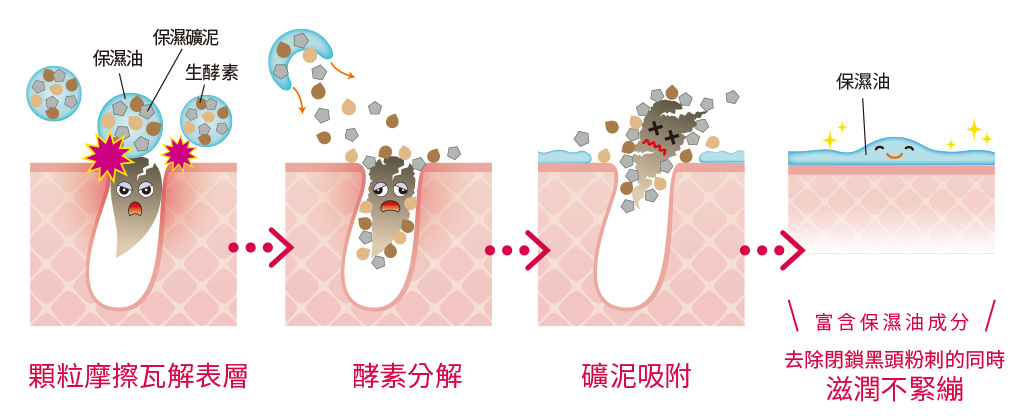 保濕油
保濕礦泥
生酵素
顆粒摩擦瓦解表層
酵素分解
礦泥吸附
保濕油
富含保濕油成分
去除閉鎖黑頭粉刺的同時
滋潤不緊繃